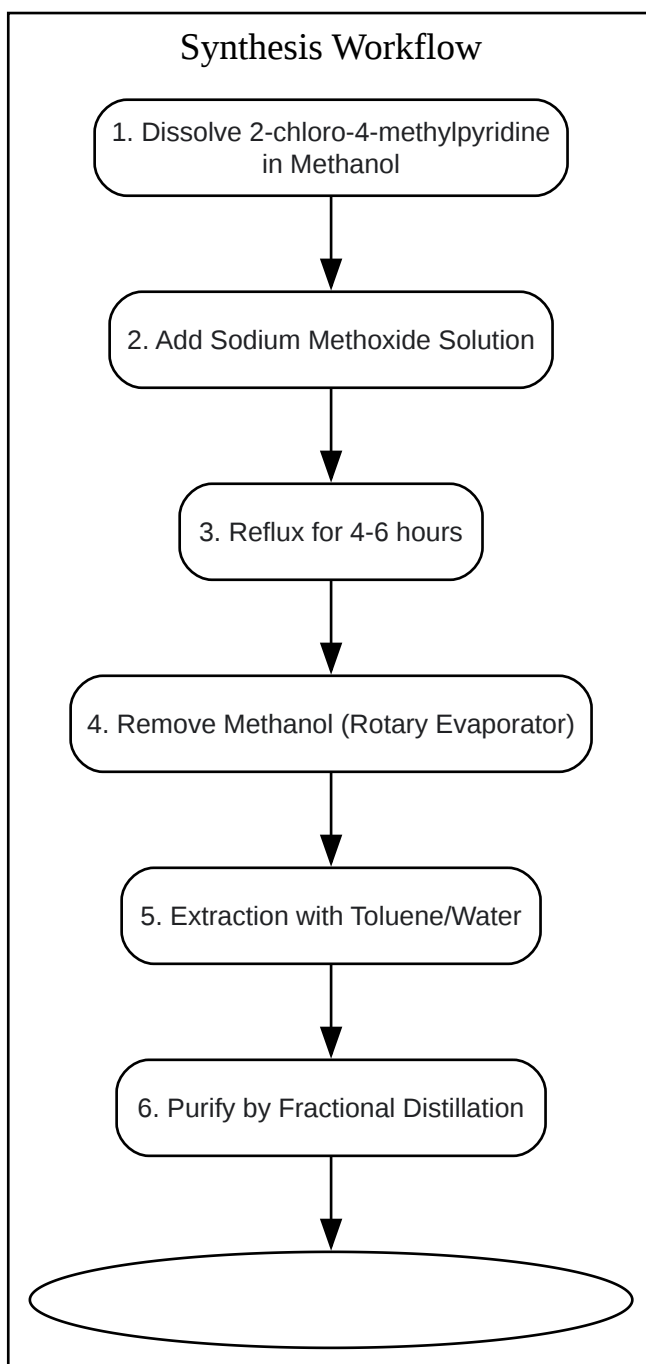 Synthesis Workflow
1. Dissolve 2-chloro-4-methylpyridine
in Methanol
2. Add Sodium Methoxide Solution
3. Reflux for 4-6 hours
4. Remove Methanol (Rotary Evaporator)
5. Extraction with Toluene/Water
6. Purify by Fractional Distillation